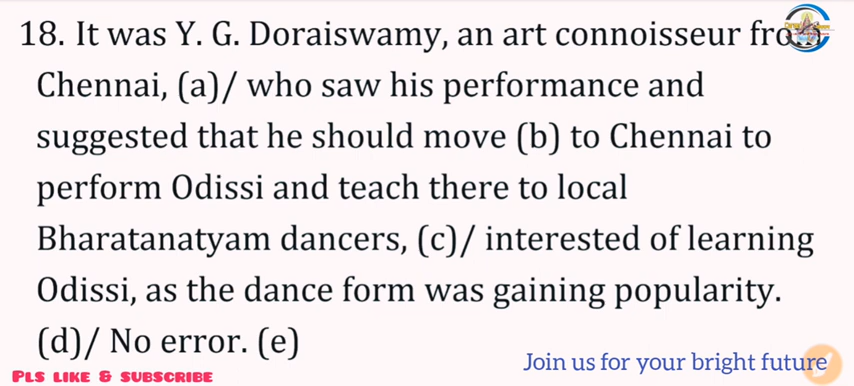 18. It was Y. G. Doraiswamy, an art connoisseur from
Chennai, (a)/ who saw his performance and
suggested that he should move (b) to Chennai to
perform Odissi and teach there to local
Bharatanatyam dancers, (c)/ interested of learning
Odissi, as the dance form was gaining popularity.
(d)/ No error. (e)
Join us for your bright future
PLS LIKE & SUBSCRIBE